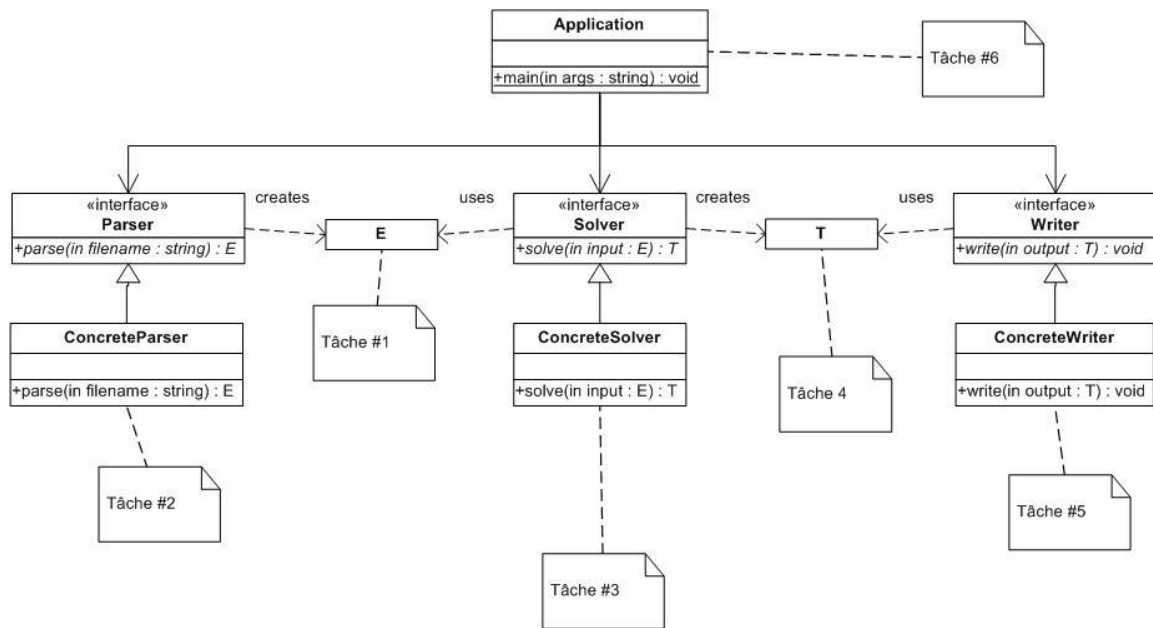 Application
+main(in args : string) : void
Tâche #6
«interface»
Parser
+parse(in filename : string) : E
creates
E
uses
«interface»
Solver
+solve(in input : E) : T
creates
T
uses
«interface»
Writer
+write(in output : T) : void
ConcreteParser
+parse(in filename : string) : E
Tâche #1
ConcreteSolver
+solve(in input : E) : T
Tâche 4
ConcreteWriter
+write(in output : T) : void
Tâche #2
Tâche #3
Tâche #5